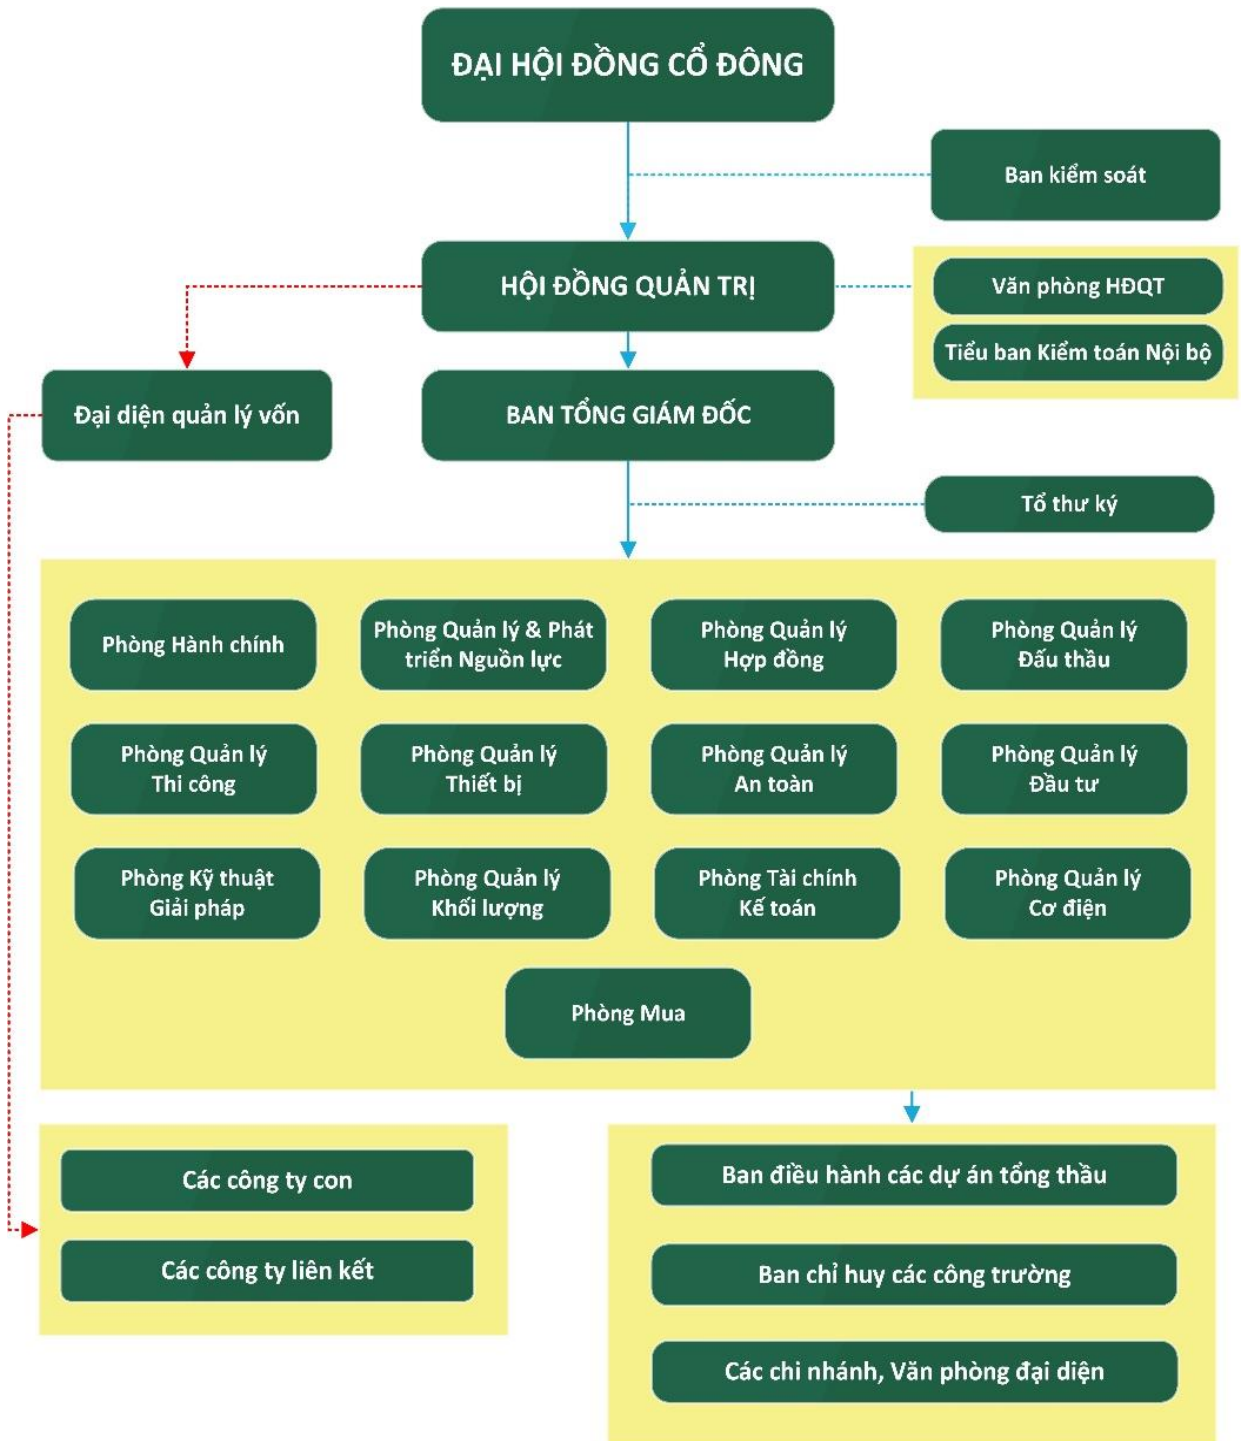 ĐẠI HỘI ĐỒNG CỔ ĐÔNG
Ban kiểm soát
HỘI ĐỒNG QUẢN TRỊ
Văn phòng HĐQT
Tiểu ban Kiểm toán Nội bộ
Đại diện quản lý vốn
BAN TỔNG GIÁM ĐỐC
Tổ thư ký
Phòng Hành chính
Phòng Quản lý & Phát
triển Nguồn lực
Phòng Quản lý
Hợp đồng
Phòng Quản lý
Đấu thầu
Phòng Quản lý
Thi công
Phòng Quản lý
Thiết bị
Phòng Quản lý
An toàn
Phòng Quản lý
Đầu tư
Phòng Kỹ thuật
Giải pháp
Phòng Quản lý
Khối lượng
Phòng Tài chính
Kế toán
Phòng Quản lý
Cơ điện
Phòng Mua
Các công ty con
Các công ty liên kết
Ban điều hành các dự án tổng thầu
Ban chỉ huy các công trường
Các chi nhánh, Văn phòng đại diện